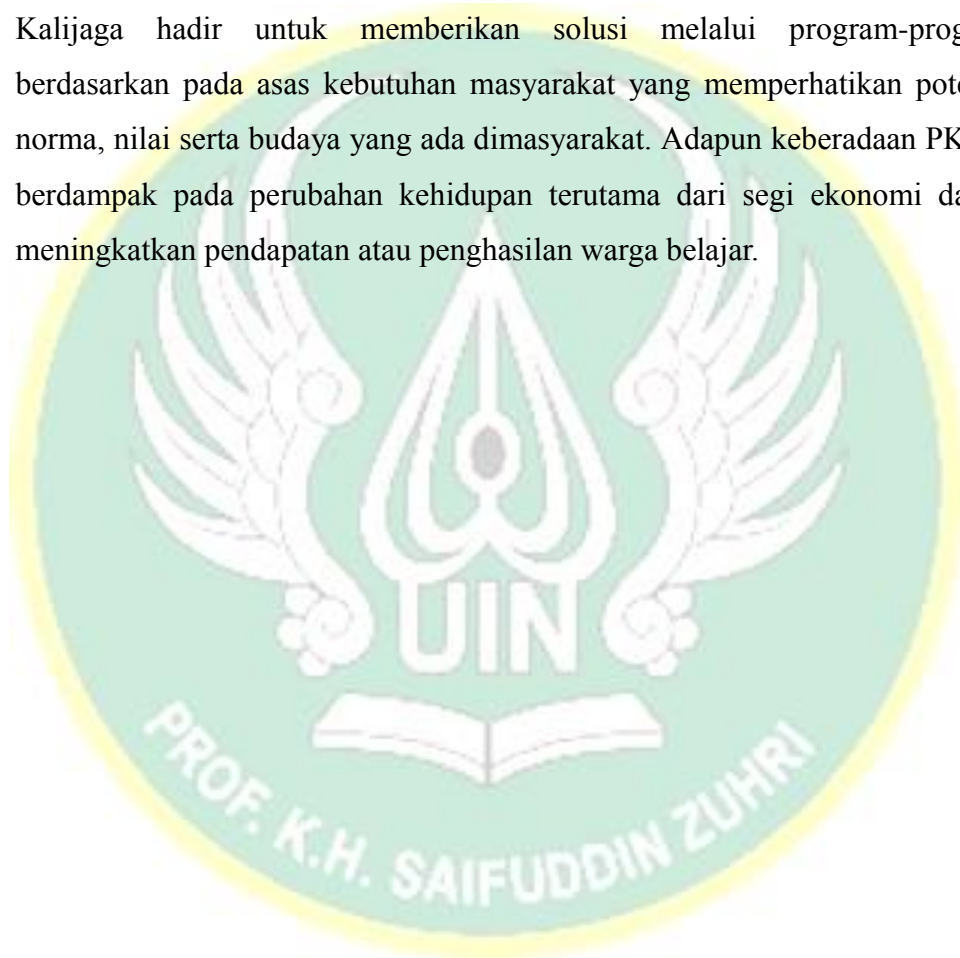 Kalijaga hadir untuk memberikan solusi melalui program-prog
berdasarkan pada asas kebutuhan masyarakat yang memperhatikan pote
norma, nilai serta budaya yang ada dimasyarakat. Adapun keberadaan PK
berdampak pada perubahan kehidupan terutama dari segi ekonomi da
meningkatkan pendapatan atau penghasilan warga belajar.
UIN
PROF. K.H. SAIFUDDIN ZUHRI